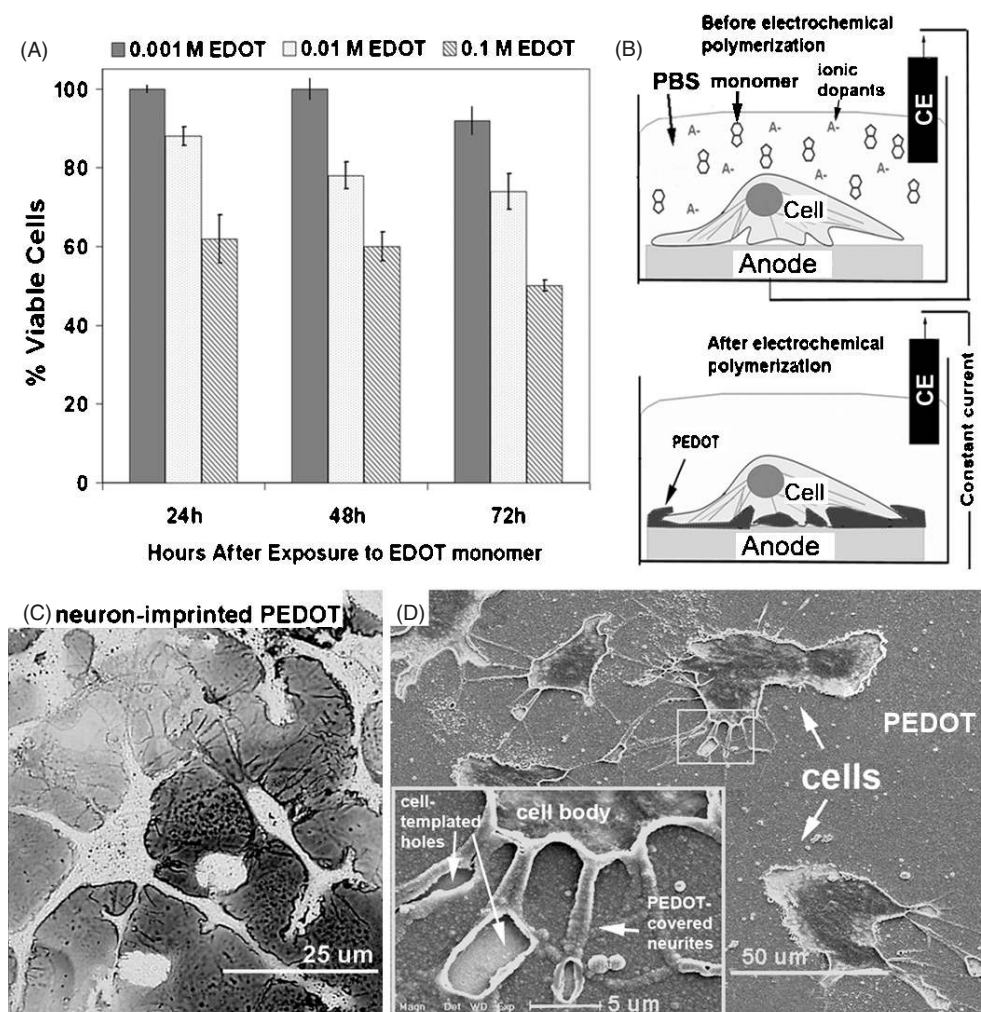 (A)
0.001 M EDOT 0.01 M EDOT 0.1 M EDOT
% Viable Cells
100
80
60
40
20
0
24h 48h 72h
Hours After Exposure to EDOT monomer
(B)
Before electrochemical
polymerization
PBS monomer ionic
dopants
CE
A- A- A-
A- A-
A-
Cell
Anode
After electrochemical
polymerization
CE
PEDOT
Cell
Anode
Constant current
(C) neuron-imprinted PEDOT
25 um
(D)
PEDOT
cells
cell-
templated
holes
cell body
PEDOT-
covered
neurites
50 um
Magn Det WD Exp
5 um